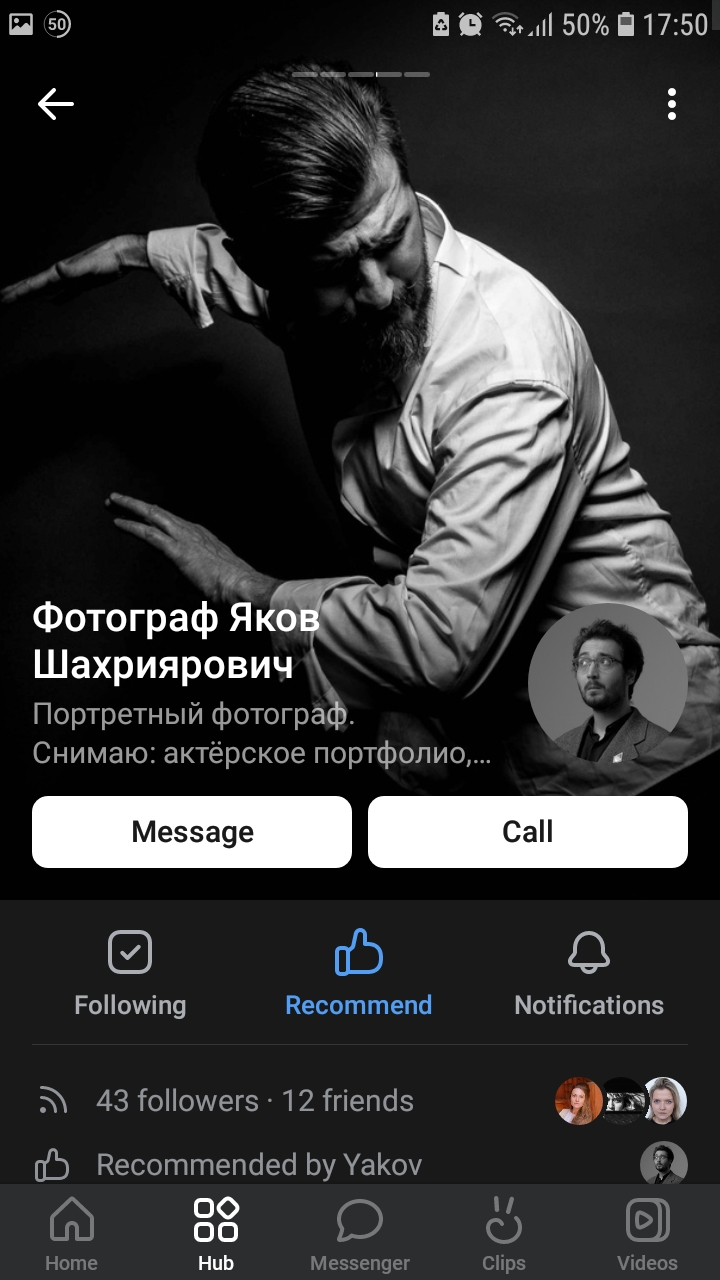 50
50% 17:50
Фотограф Яков
Шахриярович
Портретный фотограф.
Снимаю: актёрское портфолио,...
Message
Call
Following
Recommend
Notifications
43 followers · 12 friends
Recommended by Yakov
Home
Hub
Messenger
Clips
Videos